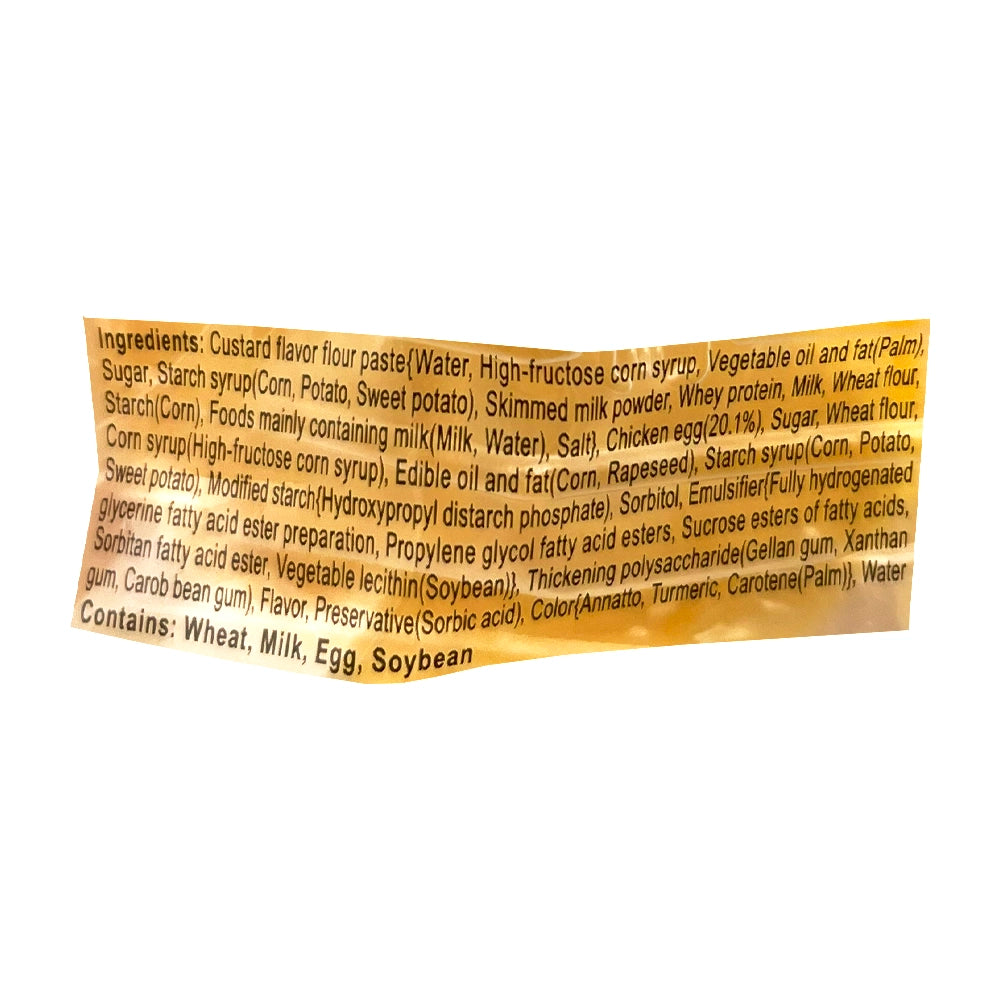 Ingredients: Custard flavor flour paste{Water, High-fructose corn syrup, Vegetable oil and fat(Palm),
Sugar, Starch syrup(Corn, Potato, Sweet potato), Skimmed milk powder, Whey protein, Milk, Wheat flour,
Starch(Corn), Foods mainly containing milk(Milk, Water), Salt}, Chicken egg(20.1%), Sugar, Wheat flour,
Corn syrup(High-fructose corn syrup), Edible oil and fat(Corn, Rapeseed), Starch syrup(Corn, Potato,
Sweet potato), Modified starch{Hydroxypropyl distarch phosphate), Sorbitol, Emulsifier{Fully hydrogenated
glycerine fatty acid ester preparation, Propylene glycol fatty acid esters, Sucrose esters of fatty acids,
Sorbitan fatty acid ester, Vegetable lecithin(Soybean)}, Thickening polysaccharide(Gellan gum, Xanthan
gum, Carob bean gum), Flavor, Preservative(Sorbic acid), Color{Annatto, Turmeric, Carotene(Palm)}, Water
Contains: Wheat, Milk, Egg, Soybean